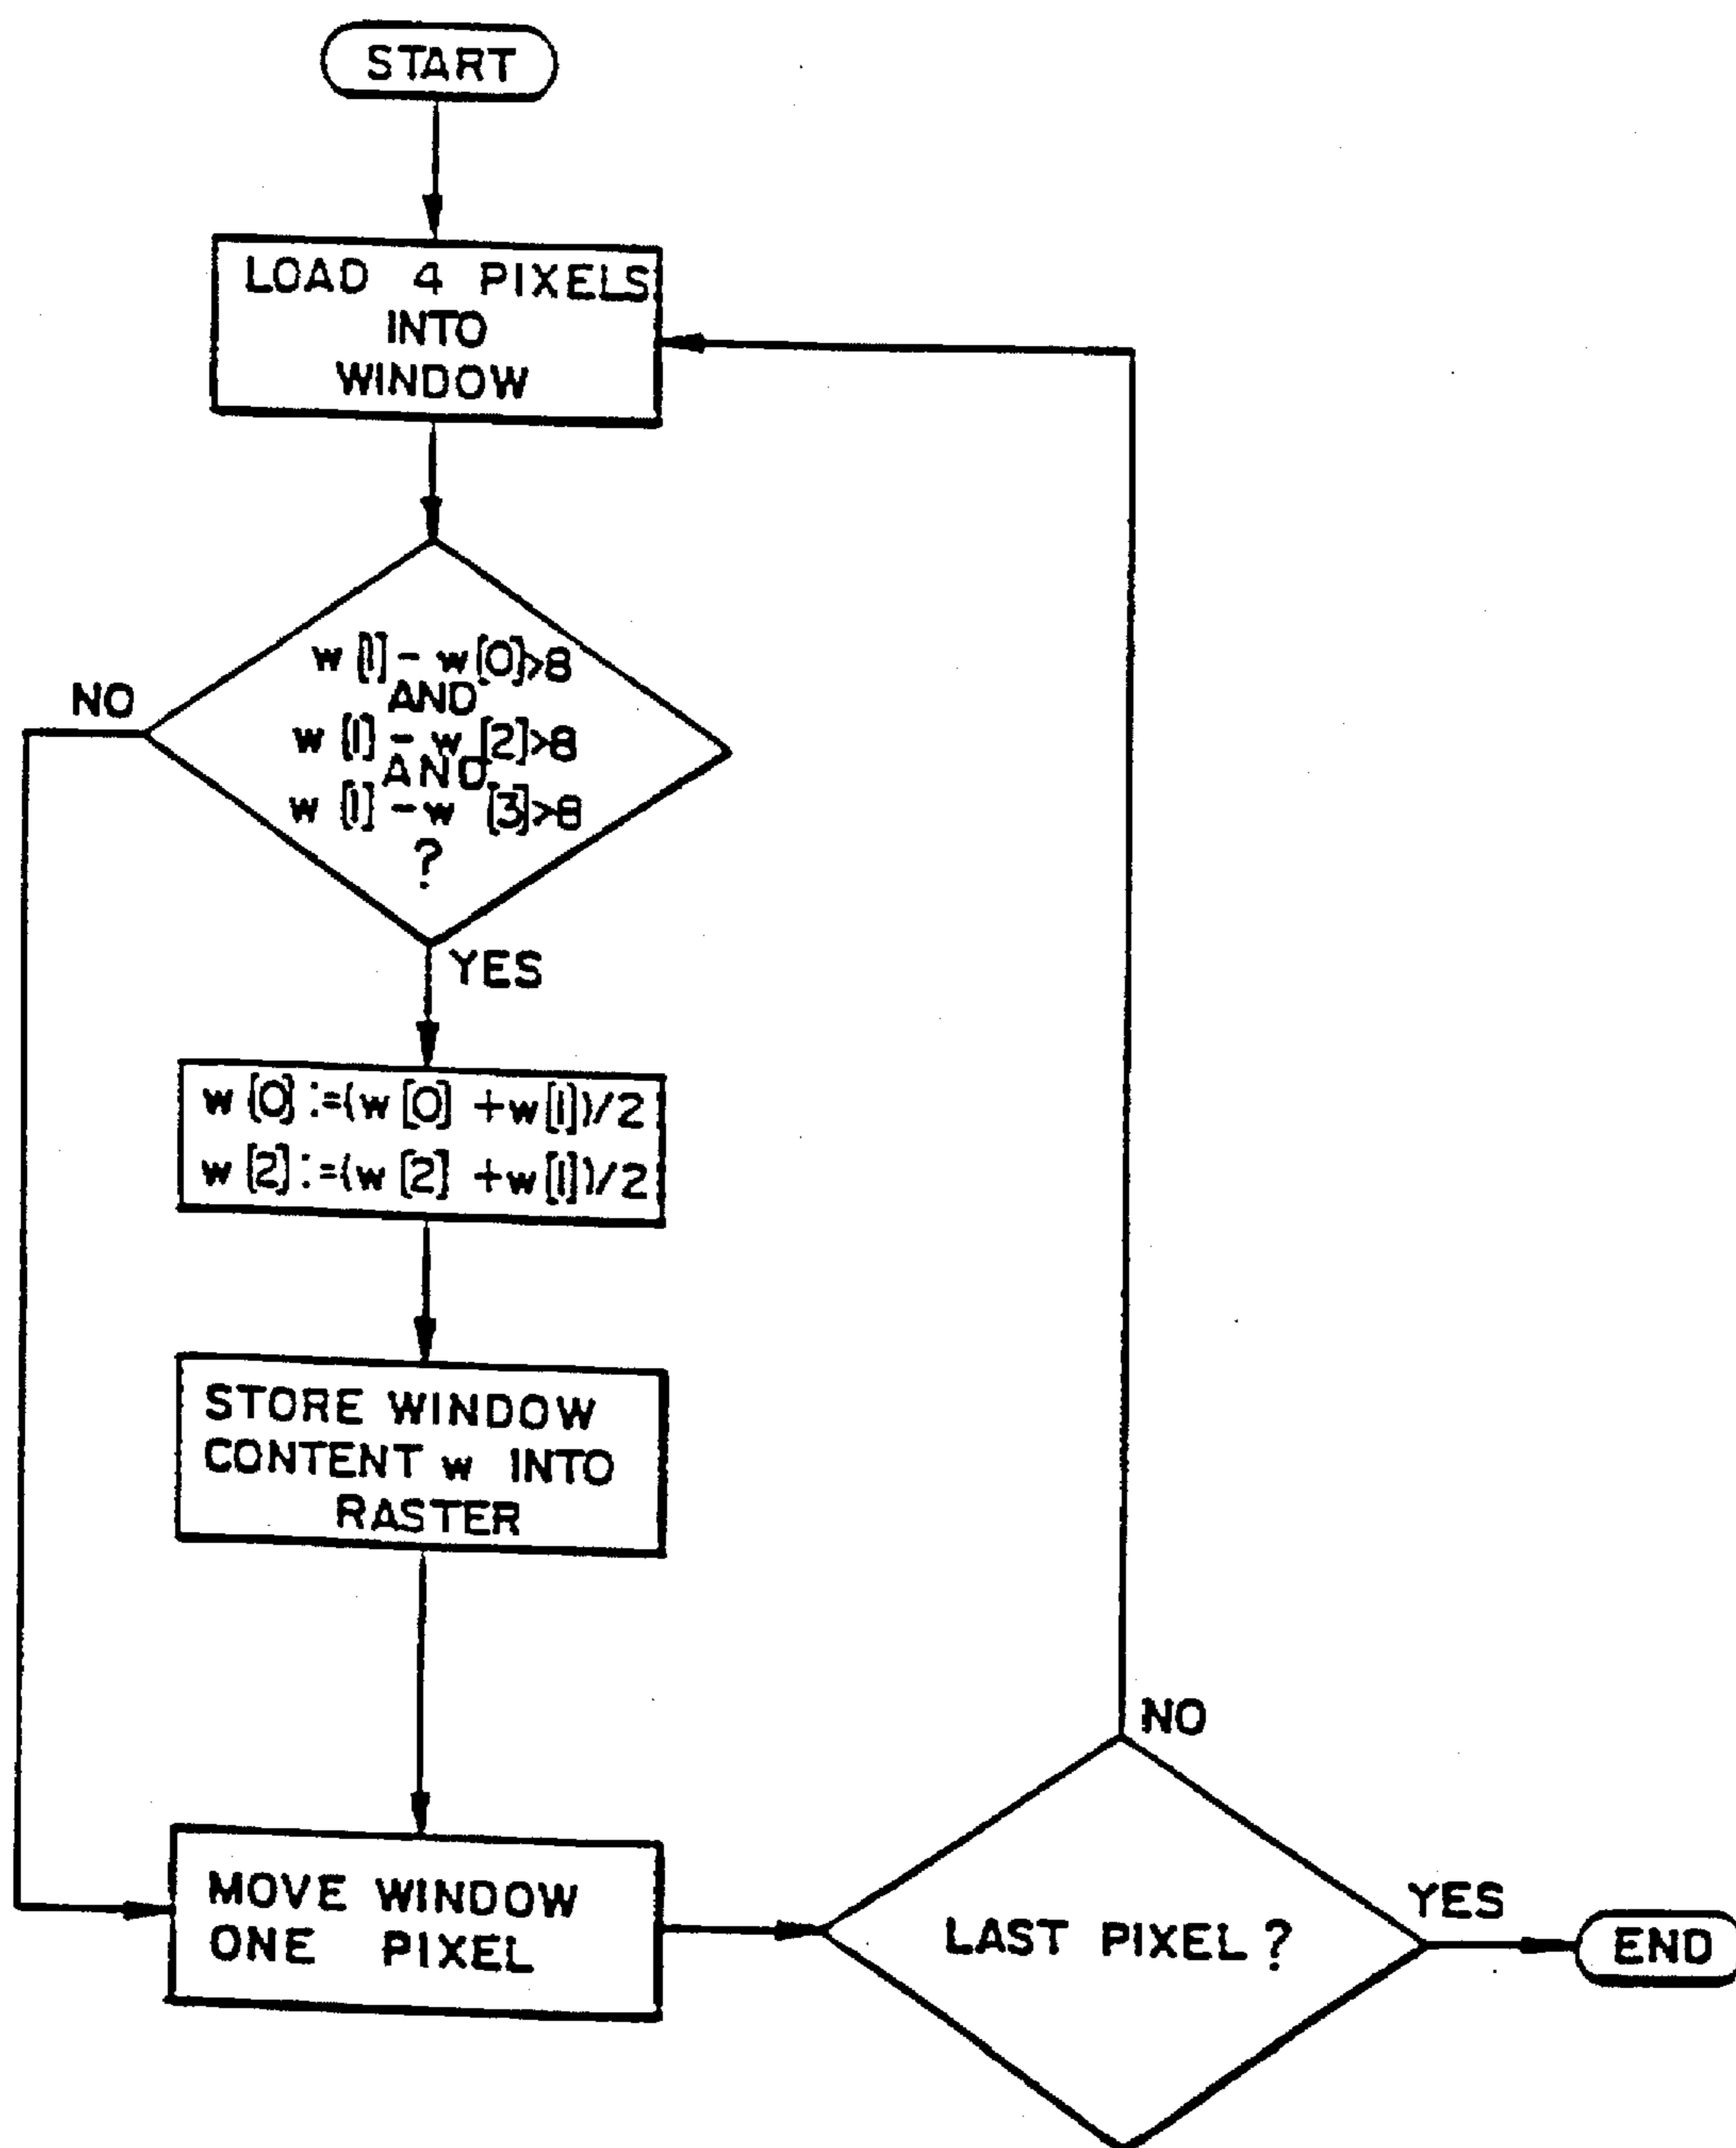 START
LOAD 4 PIXELS
INTO
WINDOW
w[1]-w[0]>8
AND
w[1]-w[2]>8
AND
w[1]-w[3]>8
?
NO
YES
w[0]:=(w[0]+w[1])/2
w[2]:=(w[2]+w[1])/2
STORE WINDOW
CONTENT w INTO
RASTER
MOVE WINDOW
ONE PIXEL
LAST PIXEL?
NO
YES
END